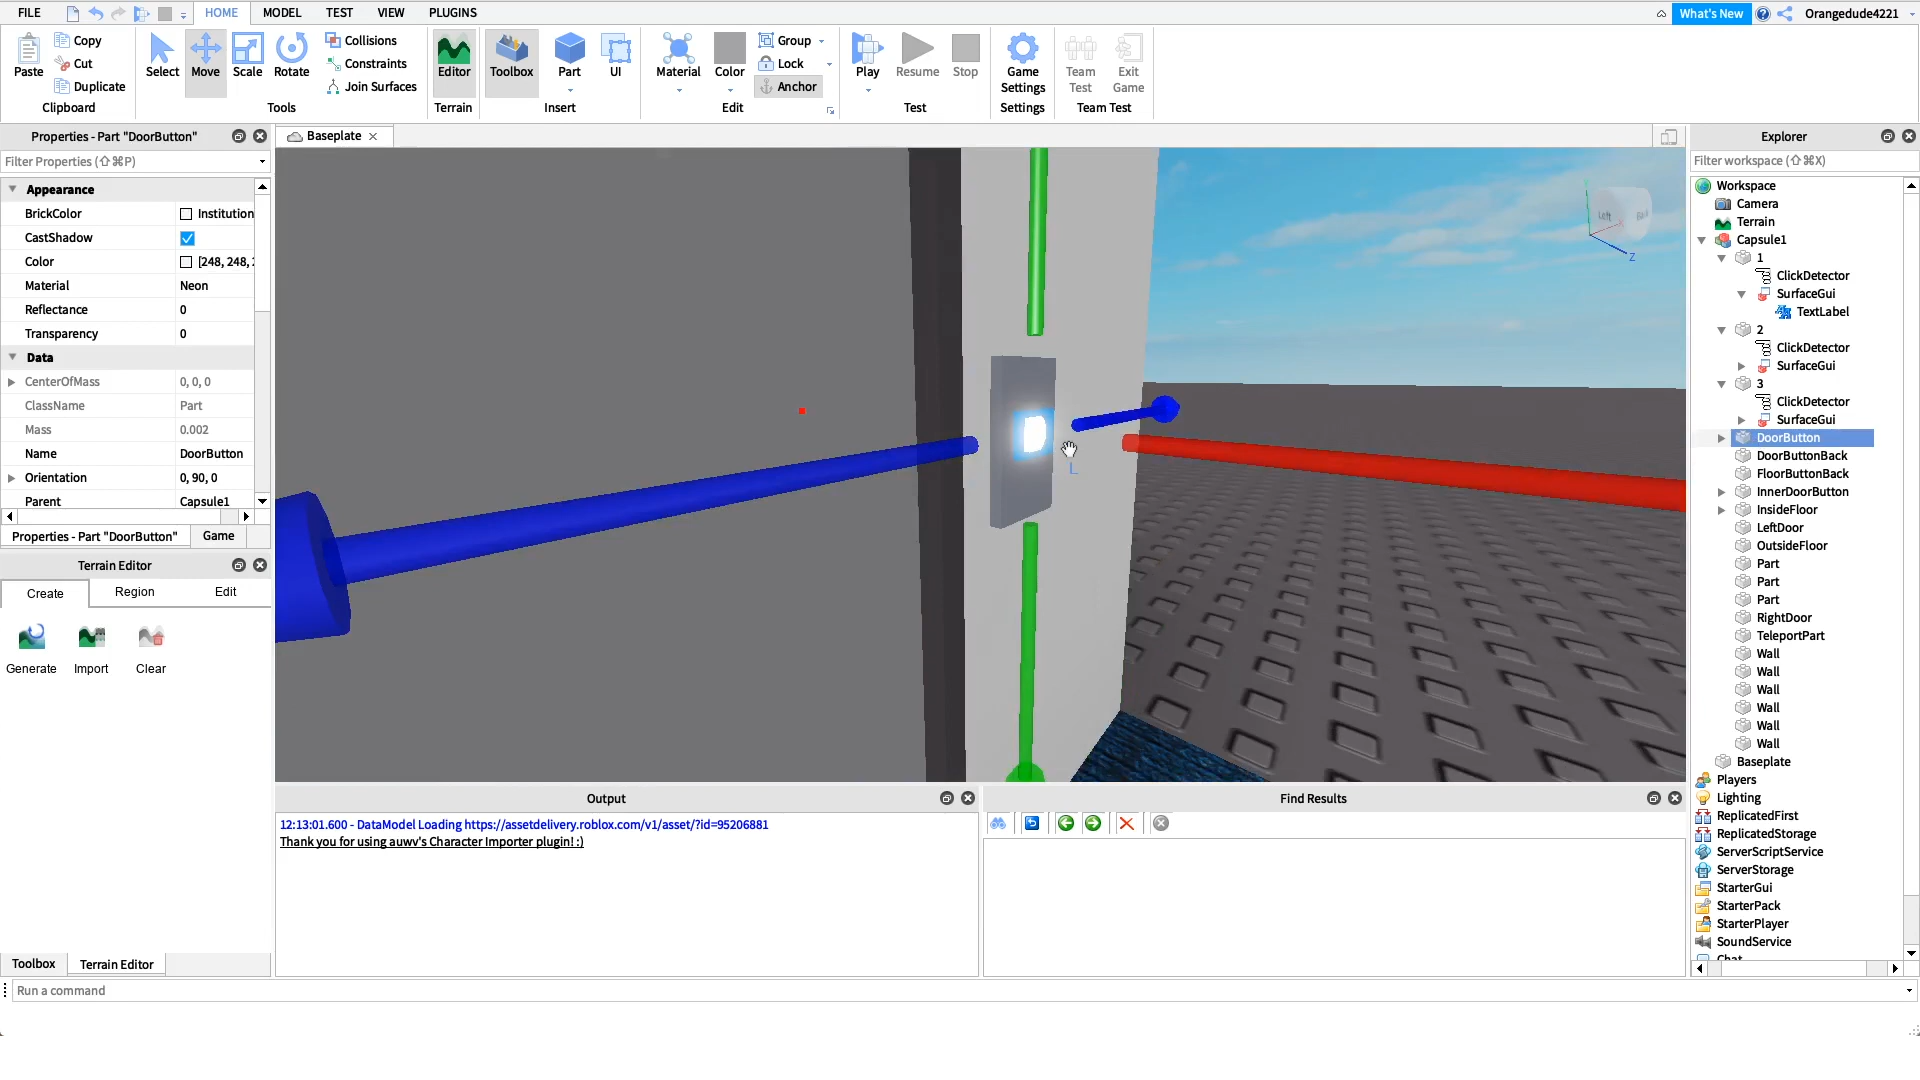 FILE HOME MODEL TEST VIEW PLUGINS What's New Orangedude4221
Paste Copy Cut Duplicate Select Move Scale Rotate Collisions Constraints Join Surfaces Editor Toolbox Part UI Material Color Group Lock Anchor Play Resume Stop Game Settings Team Test Exit Game
Clipboard Tools Terrain Insert Edit Test Settings Team Test
Properties - Part "DoorButton"
Filter Properties (⇧⌘P)
Appearance
BrickColor Institution
CastShadow
Color [248, 248, 
Material Neon
Reflectance 0
Transparency 0
Data
CenterOfMass 0, 0, 0
ClassName Part
Mass 0.002
Name DoorButton
Orientation 0, 90, 0
Parent Capsule1
Properties - Part "DoorButton" Game
Terrain Editor
Create Region Edit
Generate Import Clear
Toolbox Terrain Editor
Baseplate
Left
Z
L
Output
12:13:01.600 - DataModel Loading https://assetdelivery.roblox.com/v1/asset/?id=95206881
Thank you for using auwv's Character Importer plugin! :)
Find Results
Explorer
Filter workspace (⇧⌘X)
Workspace
Camera
Terrain
Capsule1
1
ClickDetector
SurfaceGui
TextLabel
2
ClickDetector
SurfaceGui
3
ClickDetector
SurfaceGui
DoorButton
DoorButtonBack
FloorButtonBack
InnerDoorButton
InsideFloor
LeftDoor
OutsideFloor
Part
Part
Part
RightDoor
TeleportPart
Wall
Wall
Wall
Wall
Wall
Wall
Baseplate
Players
Lighting
ReplicatedFirst
ReplicatedStorage
ServerScriptService
ServerStorage
StarterGui
StarterPack
StarterPlayer
SoundService
Chat
Run a command